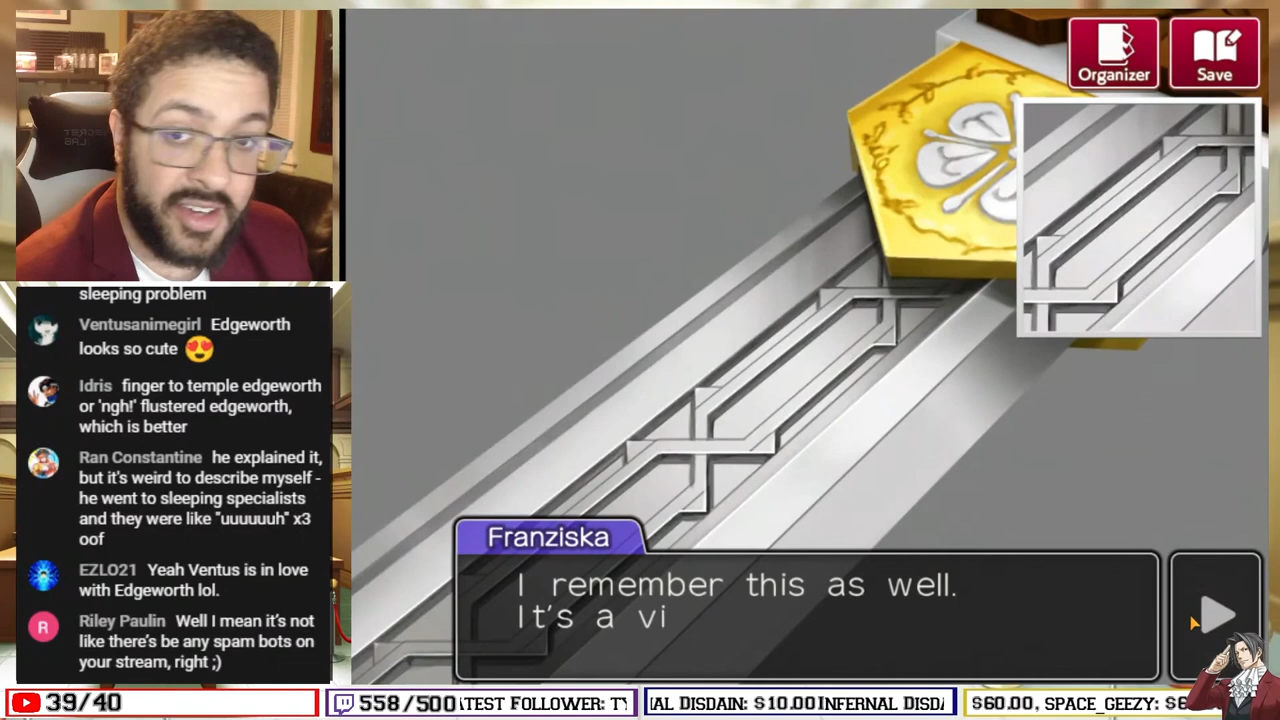 Organizer
Save
sleeping problem
Ventusanimegirl Edgeworth
looks so cute 😍
Idris finger to temple edgeworth
or 'ngh!' flustered edgeworth,
which is better
Ran Constantine he explained it,
but it's weird to describe myself -
he went to sleeping specialists
and they were like "uuuuuuh" x3
oof
EZLO21 Yeah Ventus is in love
with Edgeworth lol.
R
Riley Paulin Well I mean it's not
like there's be any spam bots on
your stream, right ;)
Franziska
I remember this as well.
It's a vi
39/40
558/500
TEST FOLLOWER: T
AL DISDAIN: $10.00 INFERNAL DISDA
$60.00, SPACE_GEEZY: $